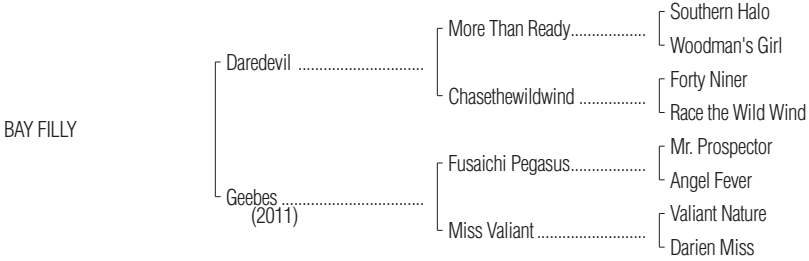 Southern Halo
More Than Ready..................
Woodman's Girl
Daredevil ..............................
Forty Niner
Chasethewildwind ................
Race the Wild Wind
BAY FILLY
Mr. Prospector
Fusaichi Pegasus..................
Angel Fever
Geebes ..................................
(2011)
Valiant Nature
Miss Valiant ..........................
Darien Miss